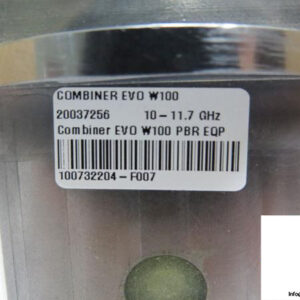 COMBINER EVO W100
20037256 10-11.7 GHz
Combiner EVO W100 PBR EQP
100732204-F007